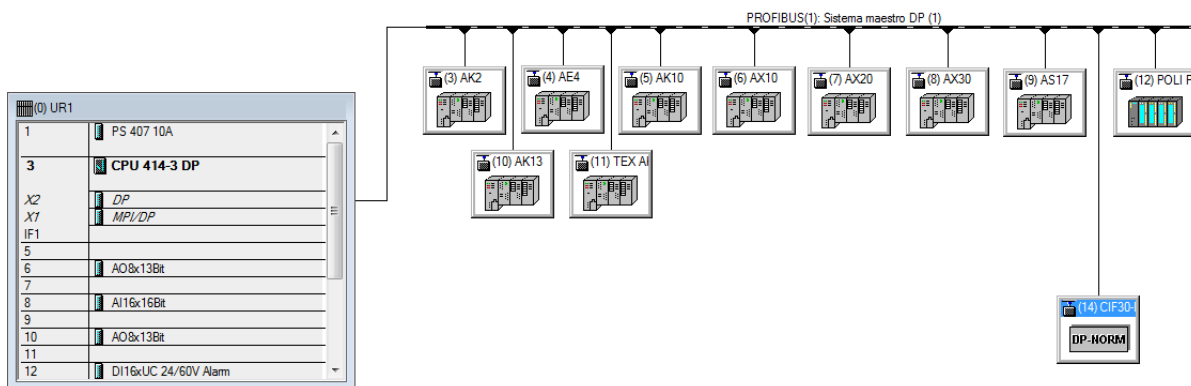 PROFIBUS(1): Sistema maestro DP (1)
(3) AK2
(4) AE4
(5) AK10
(6) AX10
(7) AX20
(8) AX30
(9) AS17
(12) POLI
(10) AK13
(11) TEX
(0) UR1
1 PS 407 10A
3 CPU 414-3 DP
X2 DP
X1 MPI/DP
IF1
5
6 AO8x13Bit
7
8 AI16x16Bit
9
10 AO8x13Bit
11
12 DI16xUC 24/60V Alarm
(14) CIF30-
DP-NORM